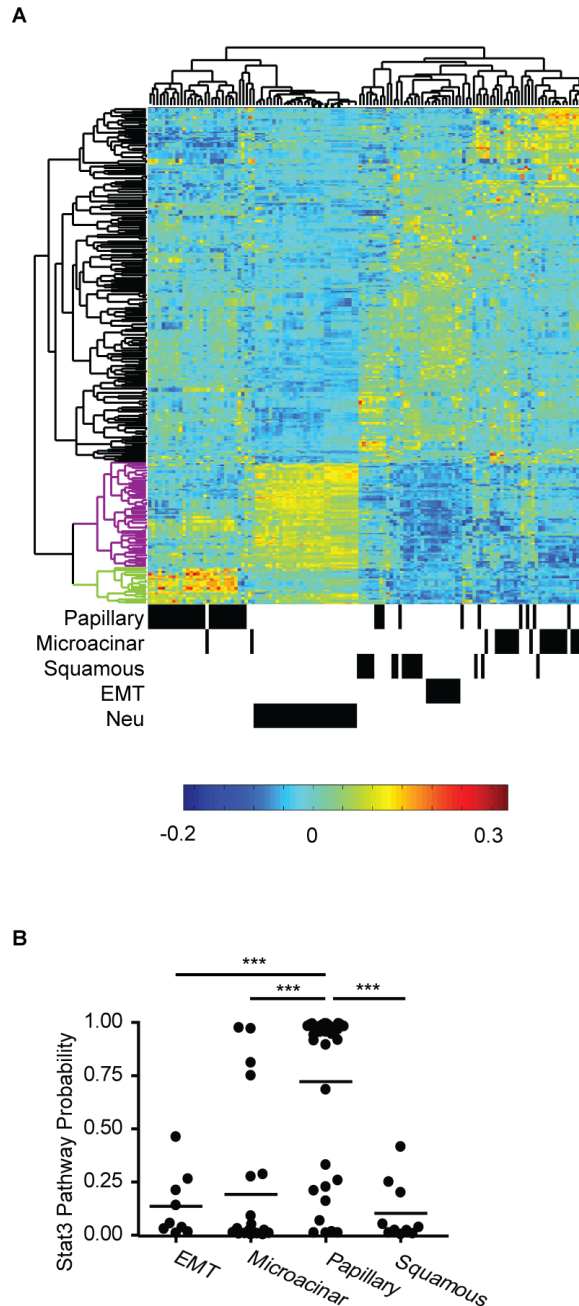 A
Papillary
Microacinar
Squamous
EMT
Neu
-0.2 0 0.3
B
***
*** ***
1.00
0.75
0.50
0.25
0.00
Stat3 Pathway Probability
EMT Microacinar Papillary Squamous